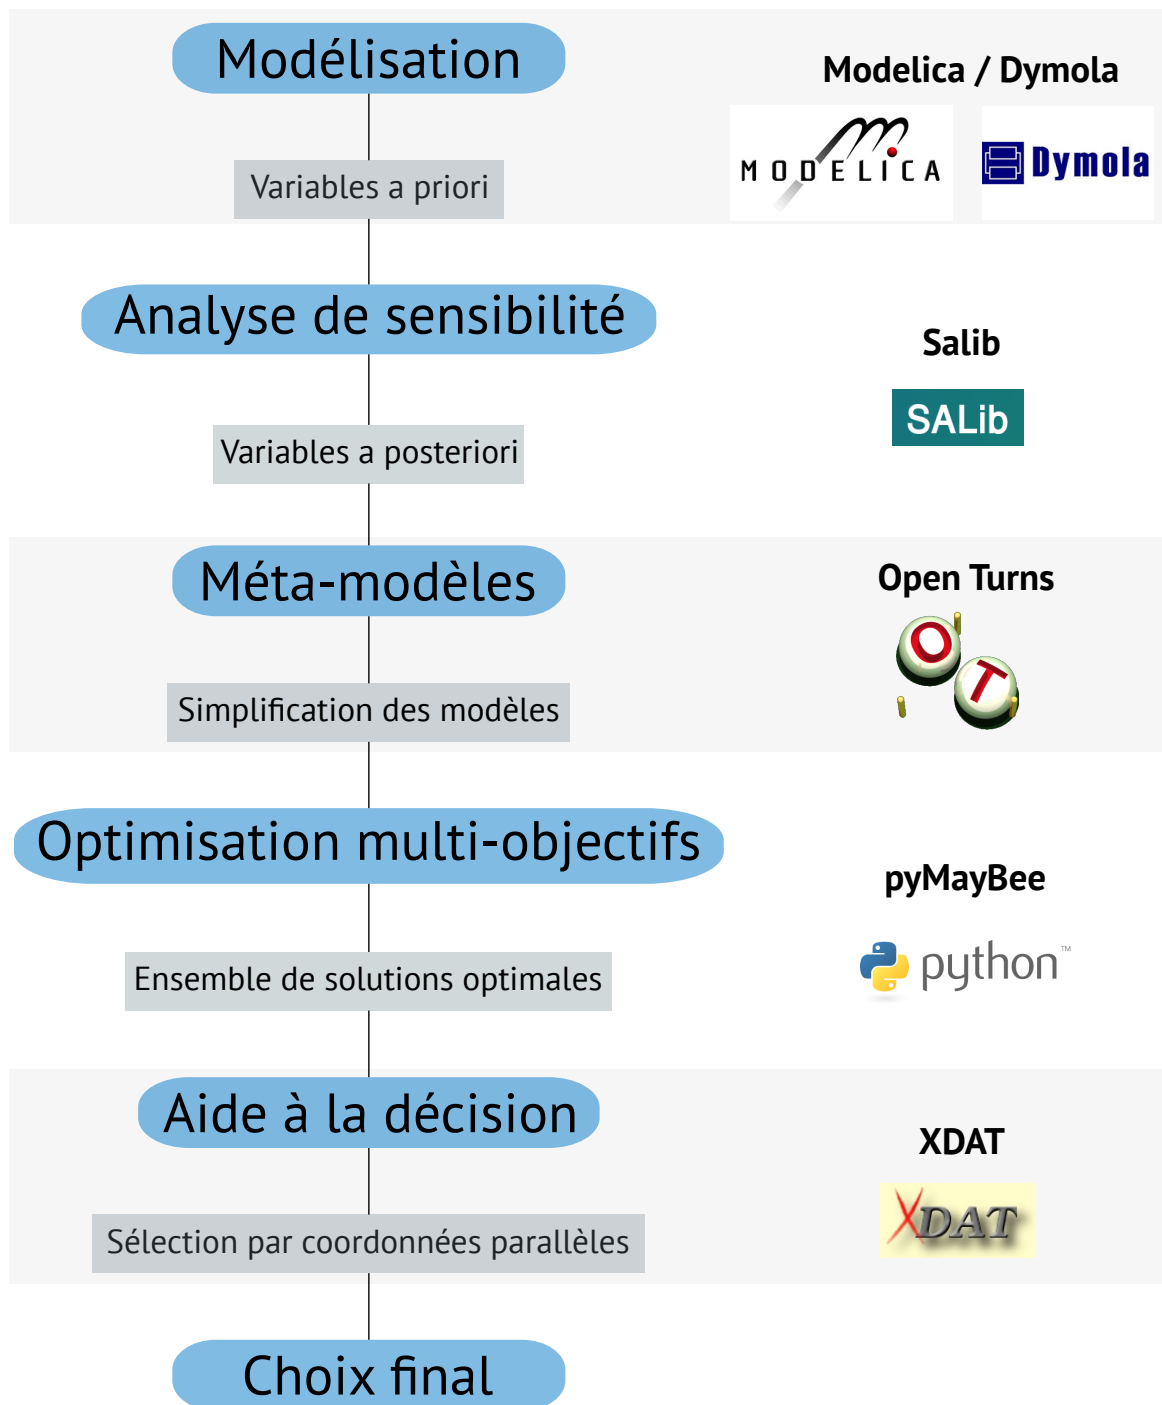 Modélisation
Modelica / Dymola
MODELiCA
Dymola
Variables a priori
Analyse de sensibilité
Salib
SALib
Variables a posteriori
Méta-modèles
Open Turns
O
T
Simplification des modèles
Optimisation multi-objectifs
pyMayBee
python™
Ensemble de solutions optimales
Aide à la décision
XDAT
XDAT
Sélection par coordonnées parallèles
Choix final